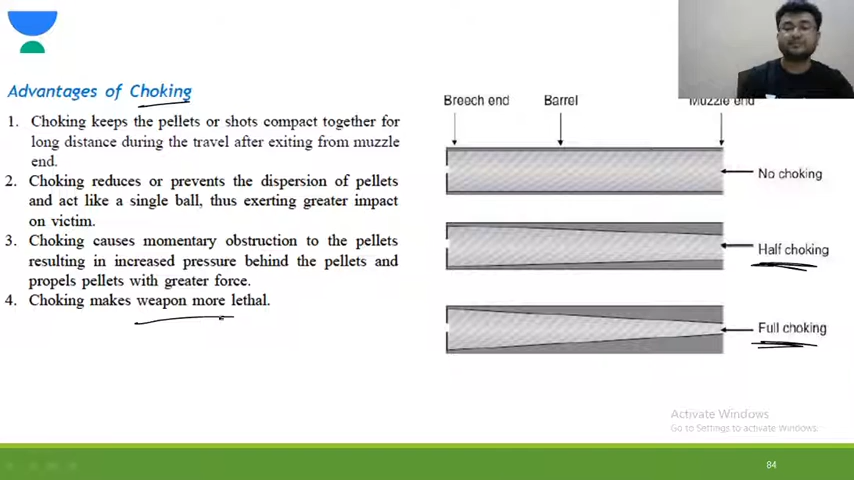 Advantages of Choking
1. Choking keeps the pellets or shots compact together for
long distance during the travel after exiting from muzzle
end.
2. Choking reduces or prevents the dispersion of pellets
and act like a single ball, thus exerting greater impact
on victim.
3. Choking causes momentary obstruction to the pellets
resulting in increased pressure behind the pellets and
propels pellets with greater force.
4. Choking makes weapon more lethal.
Breech end Barrel Muzzle end
No choking
Half choking
Full choking
Activate Windows
Go to Settings to activate Windows.
84